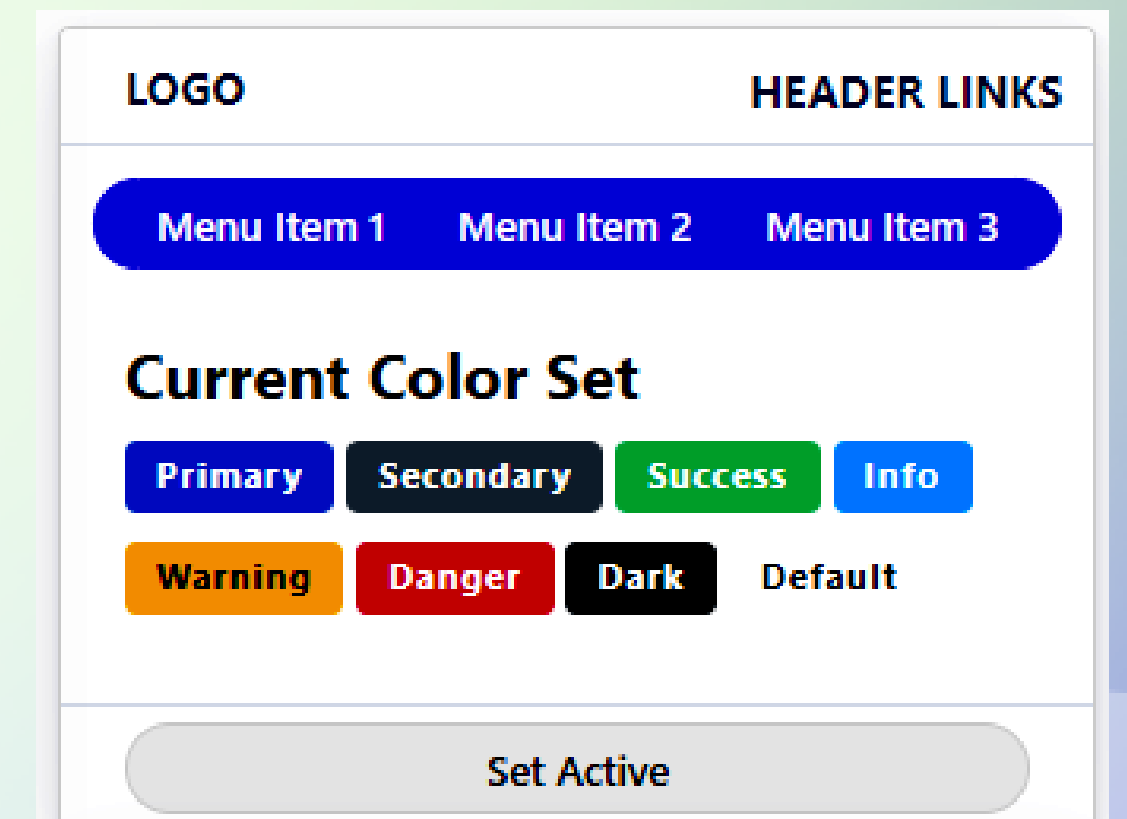 LOGO HEADER LINKS
Menu Item 1 Menu Item 2 Menu Item 3
Current Color Set
Primary Secondary Success Info
Warning Danger Dark Default
Set Active